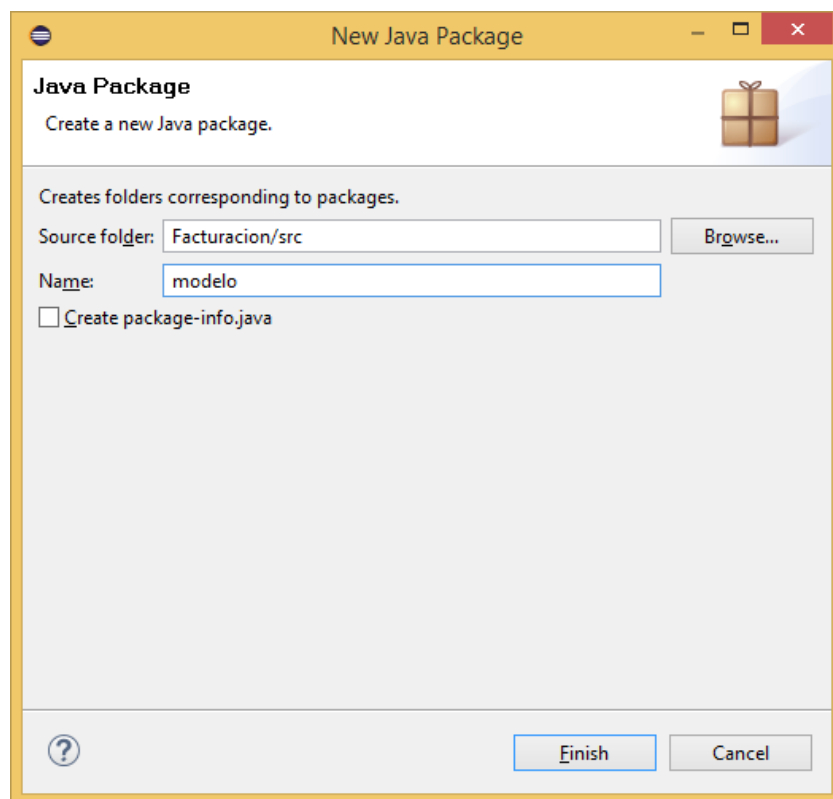 New Java Package
Java Package
Create a new Java package.
Creates folders corresponding to packages.
Source folder: Facturacion/src Browse...
Name: modelo
Create package-info.java
Finish Cancel